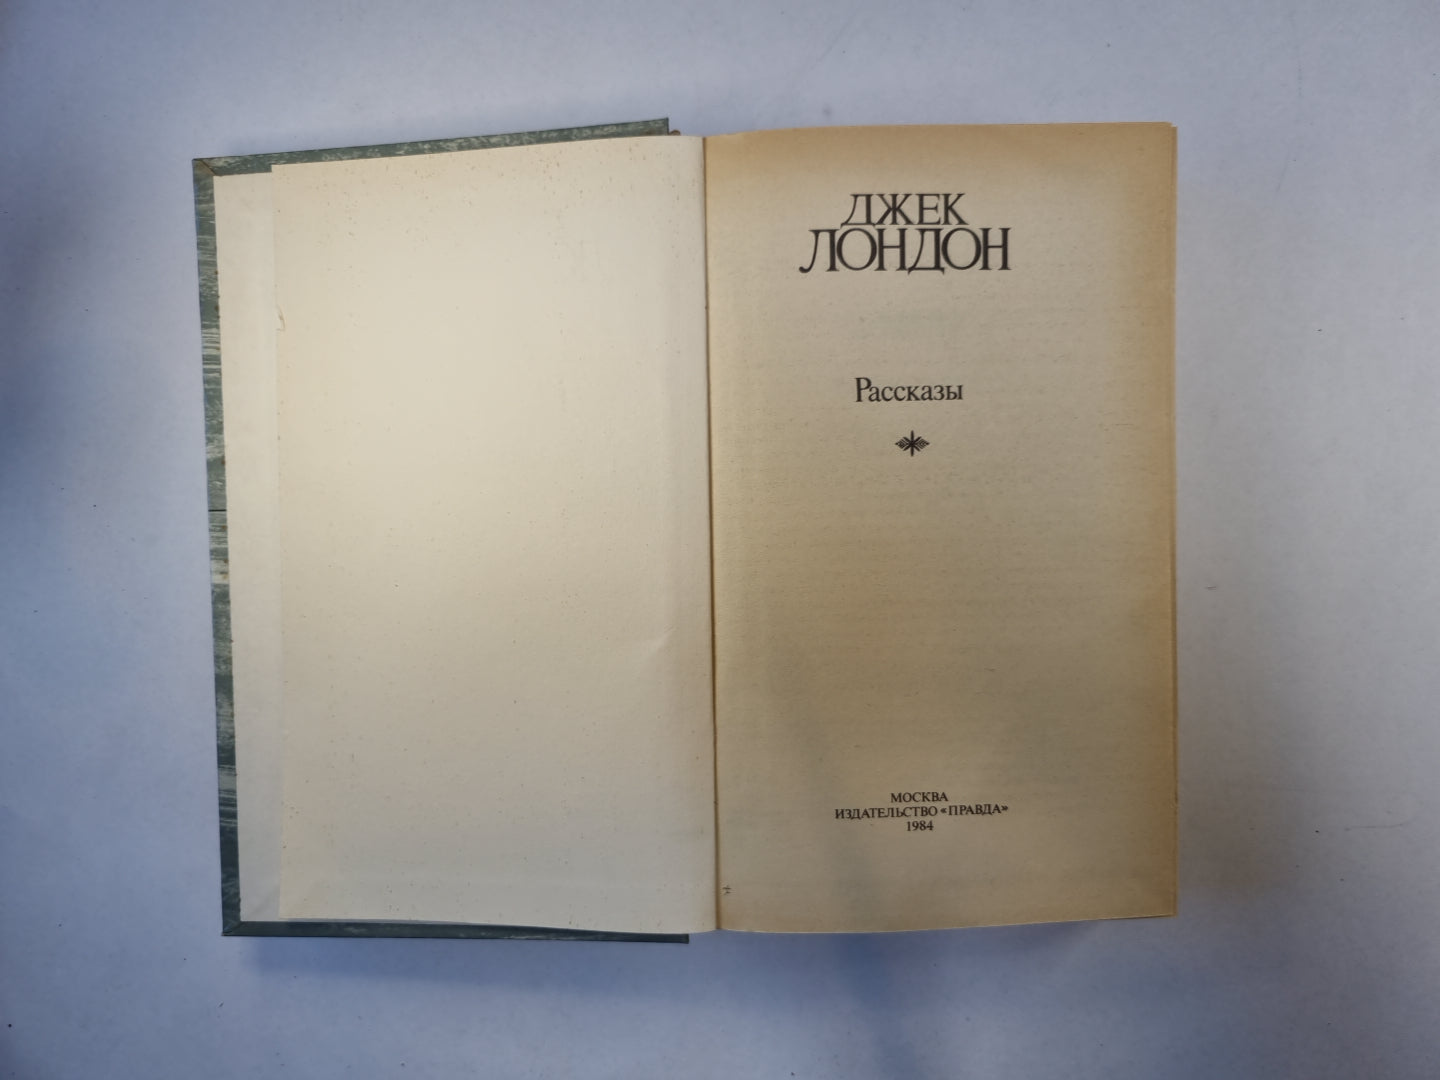 ДЖЕК
ЛОНДОН
Рассказы
МОСКВА
ИЗДАТЕЛЬСТВО «ПРАВДА»
1984